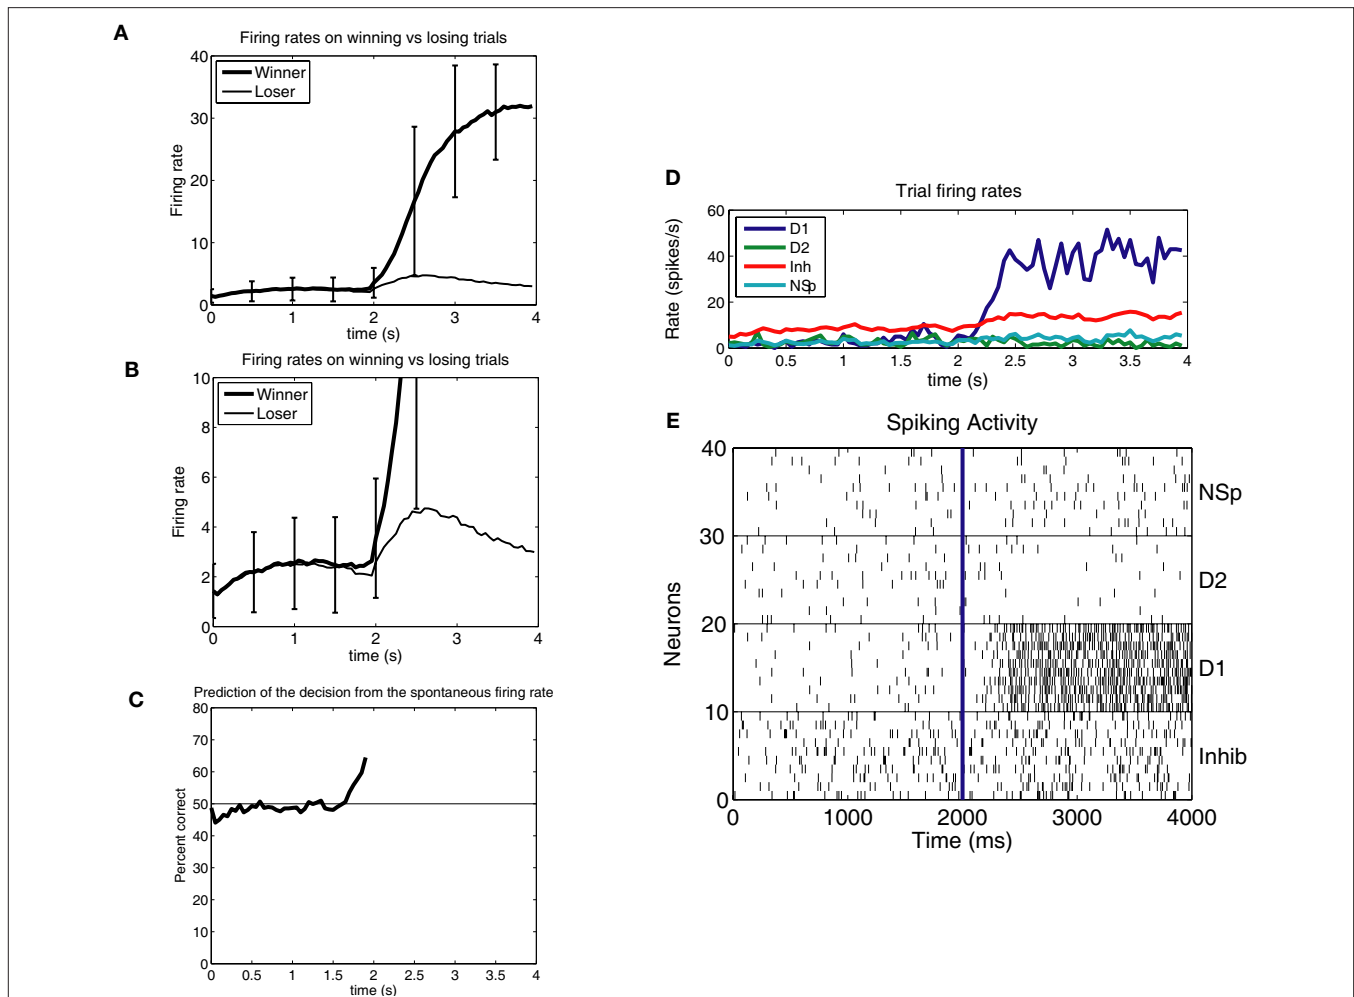 A
Firing rates on winning vs losing trials
40
30
20
10
0
Firing rate
Winner
Loser
0 1 2 3 4
time (s)
B
Firing rates on winning vs losing trials
10
8
6
4
2
0
Firing rate
Winner
Loser
0 1 2 3 4
time (s)
C
Prediction of the decision from the spontaneous firing rate
80
70
60
50
40
30
20
10
0
Percent correct
0 0.5 1 1.5 2 2.5 3 3.5 4
time (s)
D
Trial firing rates
60
40
20
0
Rate (spikes/s)
D1
D2
Inh
NSp
0 0.5 1 1.5 2 2.5 3 3.5 4
time (s)
E
Spiking Activity
40
30
20
10
0
Neurons
NSp
D2
D1
Inhib
0 1000 2000 3000 4000
Time (ms)